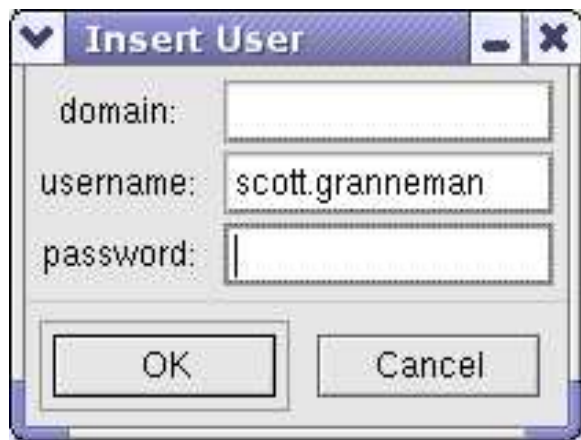 Insert User
domain:
username: scott.granneman
password:
OK Cancel